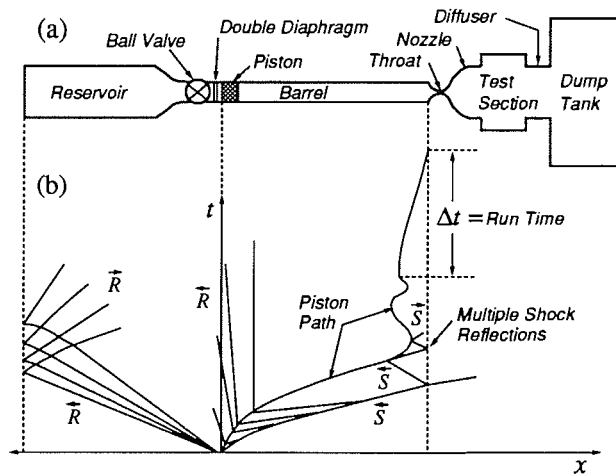 (a)
Ball Valve
Double Diaphragm
Piston
Nozzle
Throat
Diffuser
Reservoir
Barrel
Test
Section
Dump
Tank
(b)
t
Δt = Run Time
R
R
R
Piston
Path
S
Multiple Shock
Reflections
S
S
x